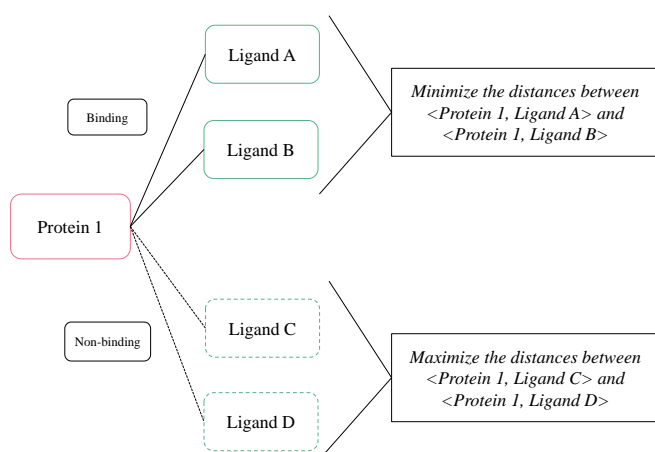 Ligand A
Binding
Ligand B
Minimize the distances between
<Protein 1, Ligand A> and
<Protein 1, Ligand B>
Protein 1
Non-binding
Ligand C
Ligand D
Maximize the distances between
<Protein 1, Ligand C> and
<Protein 1, Ligand D>